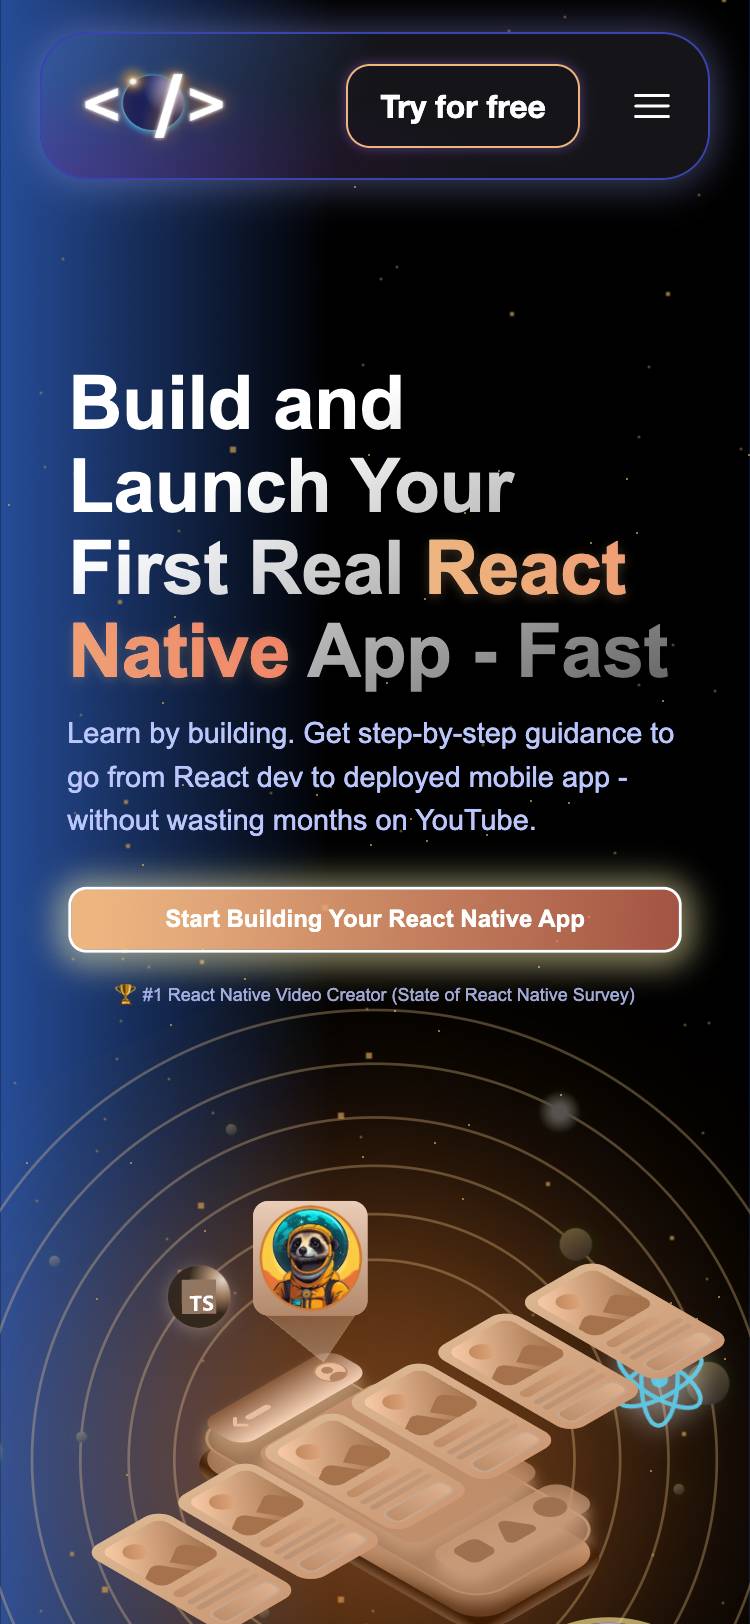 </>
Try for free
Build and
Launch Your
First Real React
Native App - Fast
Learn by building. Get step-by-step guidance to
go from React dev to deployed mobile app -
without wasting months on YouTube.
Start Building Your React Native App
🏆 #1 React Native Video Creator (State of React Native Survey)
TS